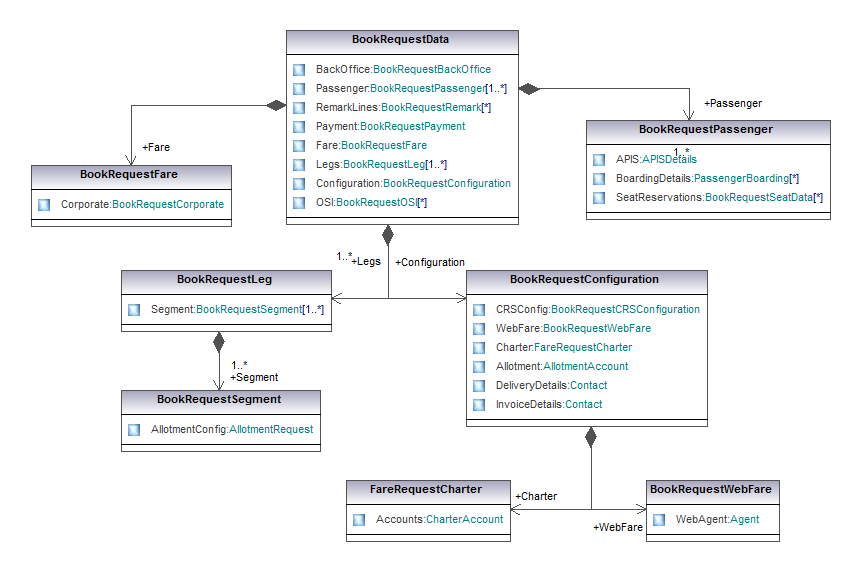 BookRequestData
BackOffice:BookRequestBackOffice
Passenger:BookRequestPassenger[1..*]
RemarkLines:BookRequestRemark[*]
Payment:BookRequestPayment
Fare:BookRequestFare
Legs:BookRequestLeg[1..*]
Configuration:BookRequestConfiguration
OSI:BookRequestOSI[*]
+Passenger
+Fare
BookRequestPassenger
1..*
APIS:APISDetails
BoardingDetails:PassengerBoarding[*]
SeatReservations:BookRequestSeatData[*]
BookRequestFare
Corporate:BookRequestCorporate
1..*
+Legs
+Configuration
BookRequestLeg
Segment:BookRequestSegment[1..*]
BookRequestConfiguration
CRSConfig:BookRequestCRSConfiguration
WebFare:BookRequestWebFare
Charter:FareRequestCharter
Allotment:AllotmentAccount
DeliveryDetails:Contact
InvoiceDetails:Contact
1..*
+Segment
BookRequestSegment
AllotmentConfig:AllotmentRequest
FareRequestCharter
Accounts:CharterAccount
+Charter
+WebFare
BookRequestWebFare
WebAgent:Agent